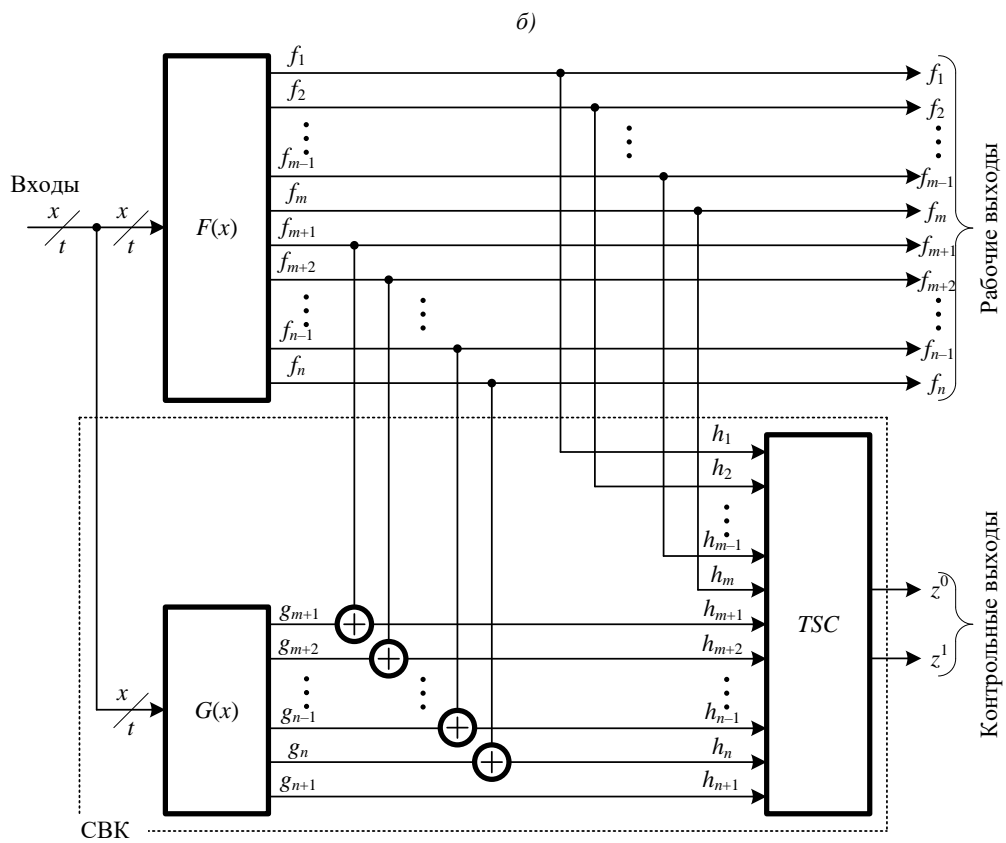 б)
f₁ f₁
f₂ f₂
fₘ₋₁ fₘ₋₁
Входы
fₘ fₘ
x x
t t
F(x)
fₘ₊₁ fₘ₊₁
fₘ₊₂ fₘ₊₂
fₙ₋₁ fₙ₋₁
fₙ fₙ
Рабочие выходы
h₁
h₂
hₘ₋₁
hₘ z⁰
gₘ₊₁ hₘ₊₁
TSC
gₘ₊₂ hₘ₊₂ z¹
Контрольные выходы
x
t
G(x)
gₙ₋₁ hₙ₋₁
gₙ hₙ
gₙ₊₁ hₙ₊₁
СВК